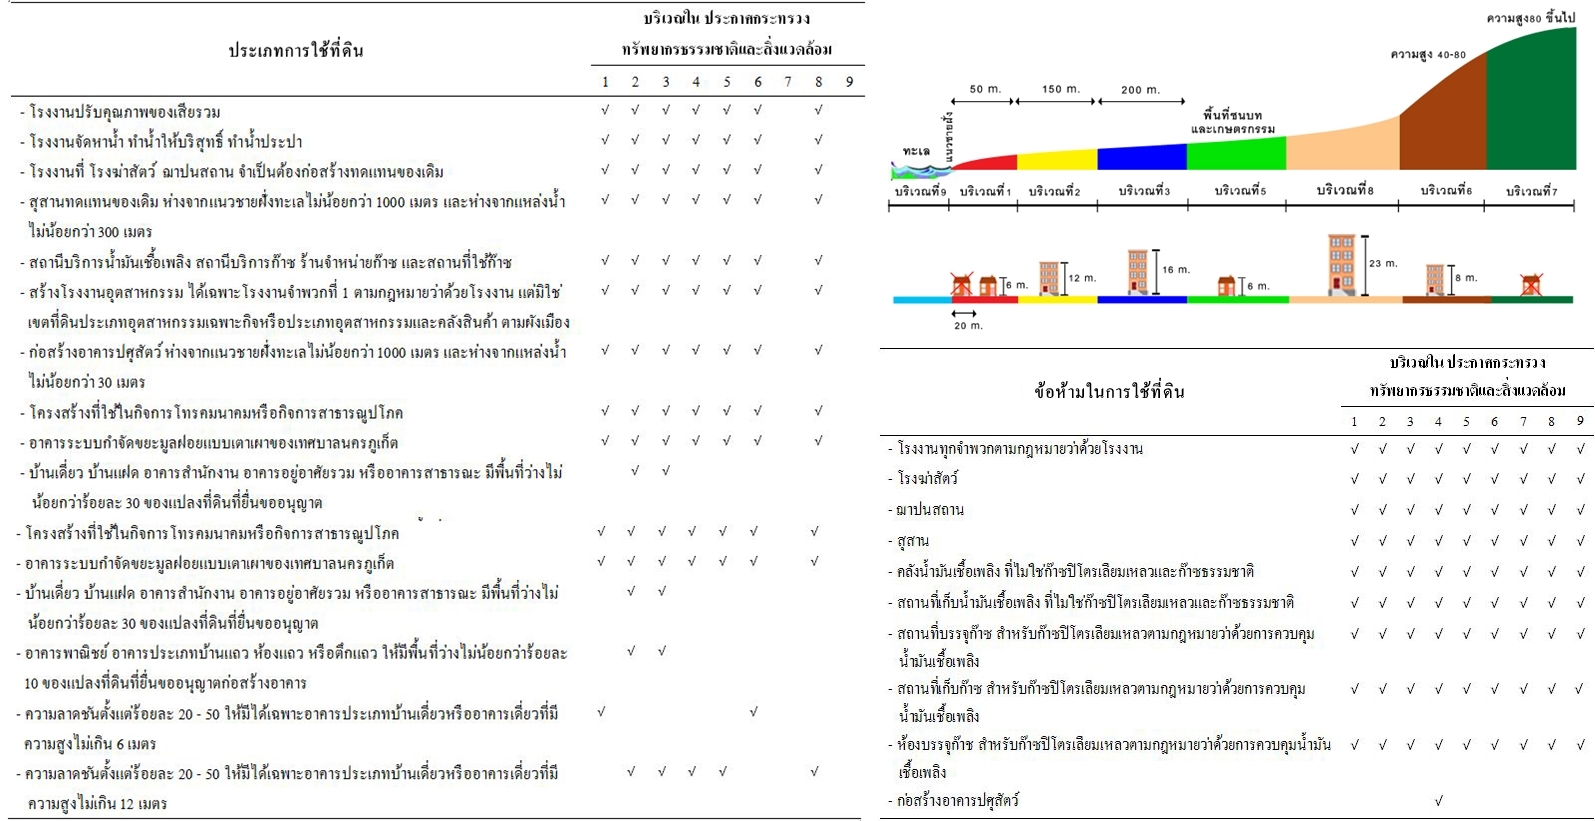 ประเภทการใช้ที่ดิน
บริเวณใน ประกาศกระทรวง
ทรัพยากรธรรมชาติและสิ่งแวดล้อม
1 2 3 4 5 6 7 8 9
- โรงงานปรับคุณภาพของเสียรวม √ √ √ √ √ √ √
- โรงงานจัดหาน้ำ ทำน้ำให้บริสุทธิ์ ทำน้ำประปา √ √ √ √ √ √ √
- โรงงานที่ โรงฆ่าสัตว์ ฌาปนสถาน จำเป็นต้องก่อสร้างทดแทนของเดิม √ √ √ √ √ √ √
- สุสานทดแทนของเดิม ห่างจากแนวชายฝั่งทะเลไม่น้อยกว่า 1000 เมตร และห่างจากแหล่งน้ำ √ √ √ √ √ √ √
ไม่น้อยกว่า 300 เมตร
- สถานีบริการน้ำมันเชื้อเพลิง สถานีบริการก๊าซ ร้านจำหน่ายก๊าซ และสถานที่ใช้ก๊าซ √ √ √ √ √ √ √
- สร้างโรงงานอุตสาหกรรม ได้เฉพาะโรงงานจำพวกที่ 1 ตามกฎหมายว่าด้วยโรงงาน แต่มิใช่ √ √ √ √ √ √ √
เขตที่ดินประเภทอุตสาหกรรมเฉพาะกิจหรือประเภทอุตสาหกรรมและคลังสินค้า ตามผังเมือง
- ก่อสร้างอาคารปศุสัตว์ ห่างจากแนวชายฝั่งทะเลไม่น้อยกว่า 1000 เมตร และห่างจากแหล่งน้ำ √ √ √ √ √ √ √
ไม่น้อยกว่า 30 เมตร
- โครงสร้างที่ใช้ในกิจการโทรคมนาคมหรือกิจการสาธารณูปโภค √ √ √ √ √ √ √
- อาคารระบบกำจัดขยะมูลฝอยแบบเตาเผาของเทศบาลนครภูเก็ต √ √ √ √ √ √ √
- บ้านเดี่ยว บ้านแฝด อาคารสำนักงาน อาคารอยู่อาศัยรวม หรืออาคารสาธารณะ มีพื้นที่ว่างไม่ √ √
น้อยกว่าร้อยละ 30 ของแปลงที่ดินที่ยื่นขออนุญาต
- โครงสร้างที่ใช้ในกิจการโทรคมนาคมหรือกิจการสาธารณูปโภค √ √ √ √ √ √ √
- อาคารระบบกำจัดขยะมูลฝอยแบบเตาเผาของเทศบาลนครภูเก็ต √ √ √ √ √ √ √
- บ้านเดี่ยว บ้านแฝด อาคารสำนักงาน อาคารอยู่อาศัยรวม หรืออาคารสาธารณะ มีพื้นที่ว่างไม่ √ √
น้อยกว่าร้อยละ 30 ของแปลงที่ดินที่ยื่นขออนุญาต
- อาคารพาณิชย์ อาคารประเภทบ้านแถว ห้องแถว หรือตึกแถว ให้มีพื้นที่ว่างไม่น้อยกว่าร้อยละ √ √
10 ของแปลงที่ดินที่ยื่นขออนุญาตก่อสร้างอาคาร
- ความลาดชันตั้งแต่ร้อยละ 20 - 50 ให้มีได้เฉพาะอาคารประเภทบ้านเดี่ยวหรืออาคารเดี่ยวที่มี √ √
ความสูงไม่เกิน 6 เมตร
- ความลาดชันตั้งแต่ร้อยละ 20 - 50 ให้มีได้เฉพาะอาคารประเภทบ้านเดี่ยวหรืออาคารเดี่ยวที่มี √ √ √ √ √
ความสูงไม่เกิน 12 เมตร
ความสูง80 ขึ้นไป
ความสูง 40-80
50 m. 150 m. 200 m.
พื้นที่ชนบท
และเกษตรกรรม
ทะเล
แนวชายฝั่ง
บริเวณที่9 บริเวณที่1 บริเวณที่2 บริเวณที่3 บริเวณที่5 บริเวณที่8 บริเวณที่6 บริเวณที่7
6 m. 12 m. 16 m. 6 m. 23 m. 8 m.
20 m.
ข้อห้ามในการใช้ที่ดิน
บริเวณใน ประกาศกระทรวง
ทรัพยากรธรรมชาติและสิ่งแวดล้อม
1 2 3 4 5 6 7 8 9
- โรงงานทุกจำพวกตามกฎหมายว่าด้วยโรงงาน √ √ √ √ √ √ √ √ √
- โรงฆ่าสัตว์ √ √ √ √ √ √ √ √ √
- ฌาปนสถาน √ √ √ √ √ √ √ √ √
- สุสาน √ √ √ √ √ √ √ √ √
- คลังน้ำมันเชื้อเพลิง ที่ไม่ใช่ก๊าซปิโตรเลียมเหลวและก๊าซธรรมชาติ √ √ √ √ √ √ √ √ √
- สถานที่เก็บน้ำมันเชื้อเพลิง ที่ไม่ใช่ก๊าซปิโตรเลียมเหลวและก๊าซธรรมชาติ √ √ √ √ √ √ √ √ √
- สถานที่บรรจุก๊าซ สำหรับก๊าซปิโตรเลียมเหลวตามกฎหมายว่าด้วยการควบคุม √ √ √ √ √ √ √ √ √
น้ำมันเชื้อเพลิง
- สถานที่เก็บก๊าซ สำหรับก๊าซปิโตรเลียมเหลวตามกฎหมายว่าด้วยการควบคุม √ √ √ √ √ √ √ √ √
น้ำมันเชื้อเพลิง
- ห้องบรรจุก๊าซ สำหรับก๊าซปิโตรเลียมเหลวตามกฎหมายว่าด้วยการควบคุมน้ำมัน √ √ √ √ √ √ √ √ √
เชื้อเพลิง
- ก่อสร้างอาคารปศุสัตว์ √